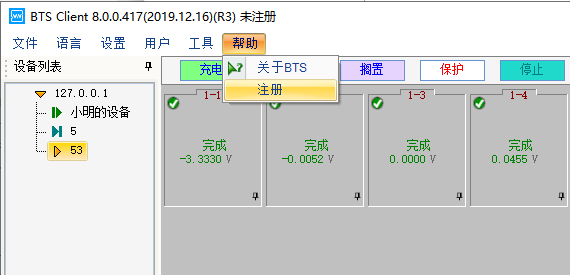 BTS Client 8.0.0.417(2019.12.16)(R3) 未注册
文件 语言 设置 用户 工具 帮助
设备列表
充电 搁置 保护 停止
关于BTS
注册
127.0.0.1
小明的设备
5
53
1-1 1-3 1-4
完成 完成 完成 完成
-3.3330 V -0.0052 V 0.0000 V 0.0455 V